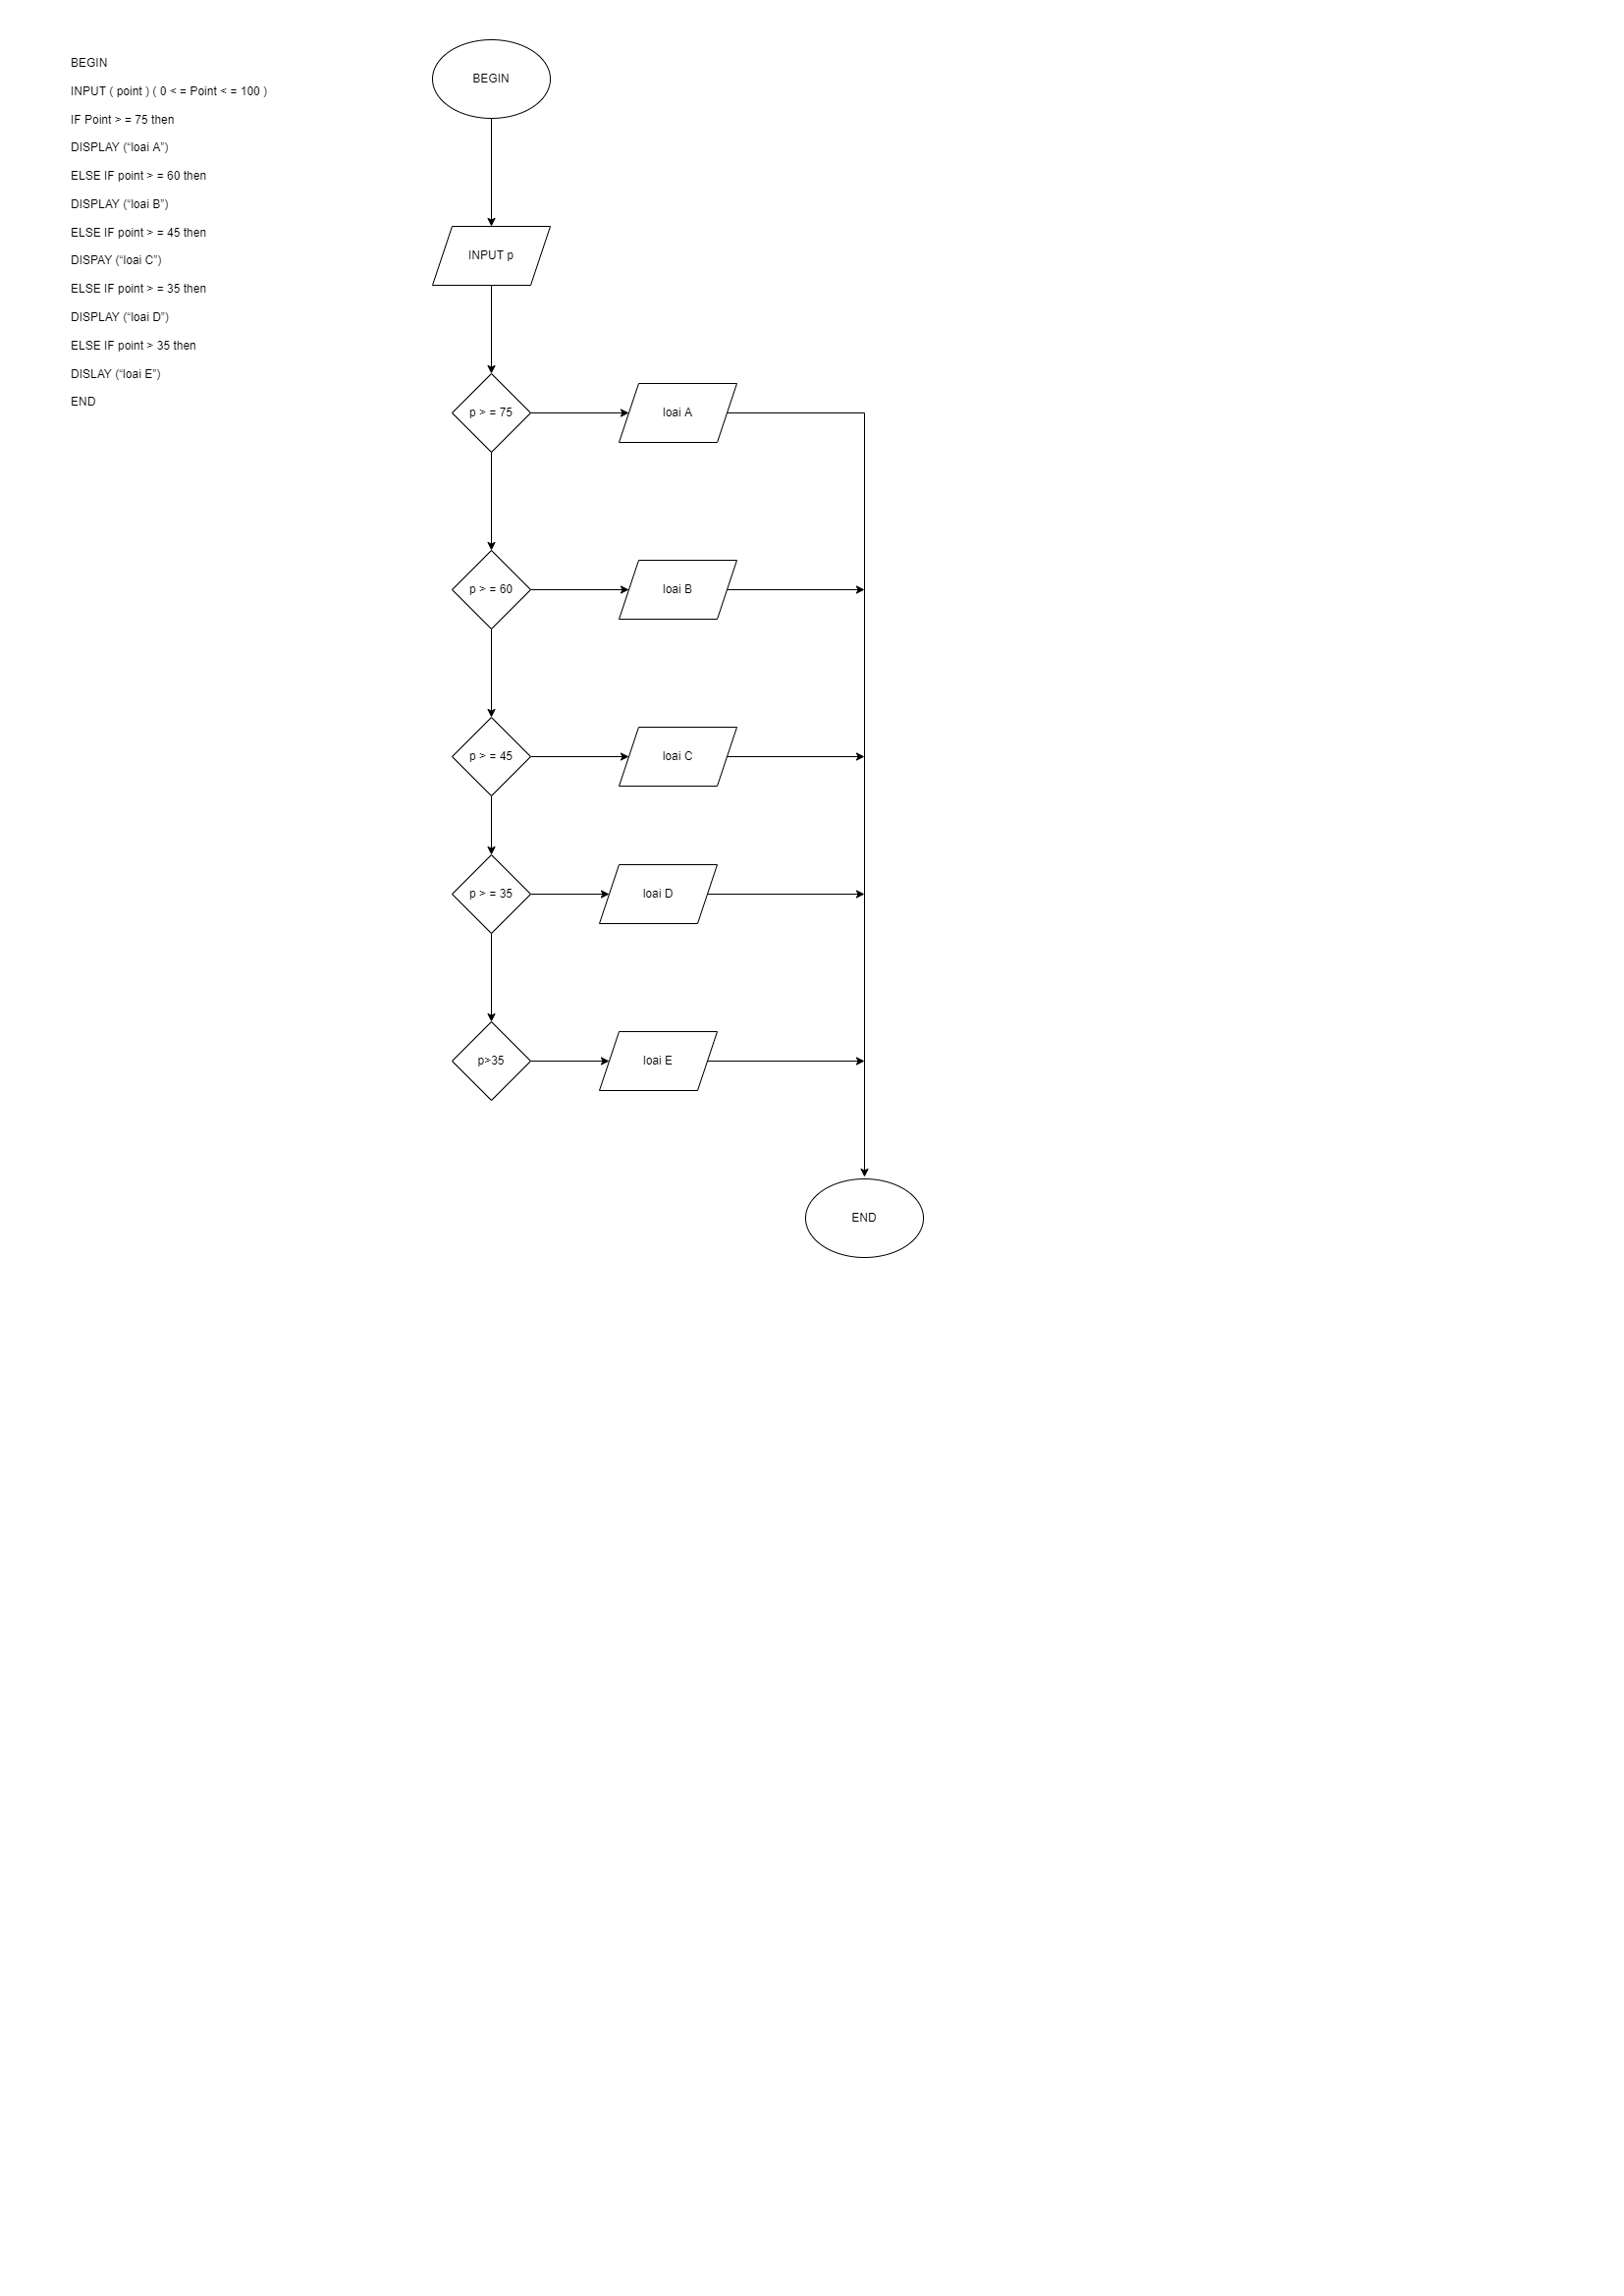 BEGIN
INPUT ( point ) ( 0 < = Point < = 100 )
IF Point > = 75 then
DISPLAY (“loai A”)
ELSE IF point > = 60 then
DISPLAY (“loai B”)
ELSE IF point > = 45 then
DISPAY (“loai C”)
ELSE IF point > = 35 then
DISPLAY (“loai D”)
ELSE IF point > 35 then
DISLAY (“loai E”)
END
BEGIN
INPUT p
p > = 75
loai A
p > = 60
loai B
p > = 45
loai C
p > = 35
loai D
p>35
loai E
END